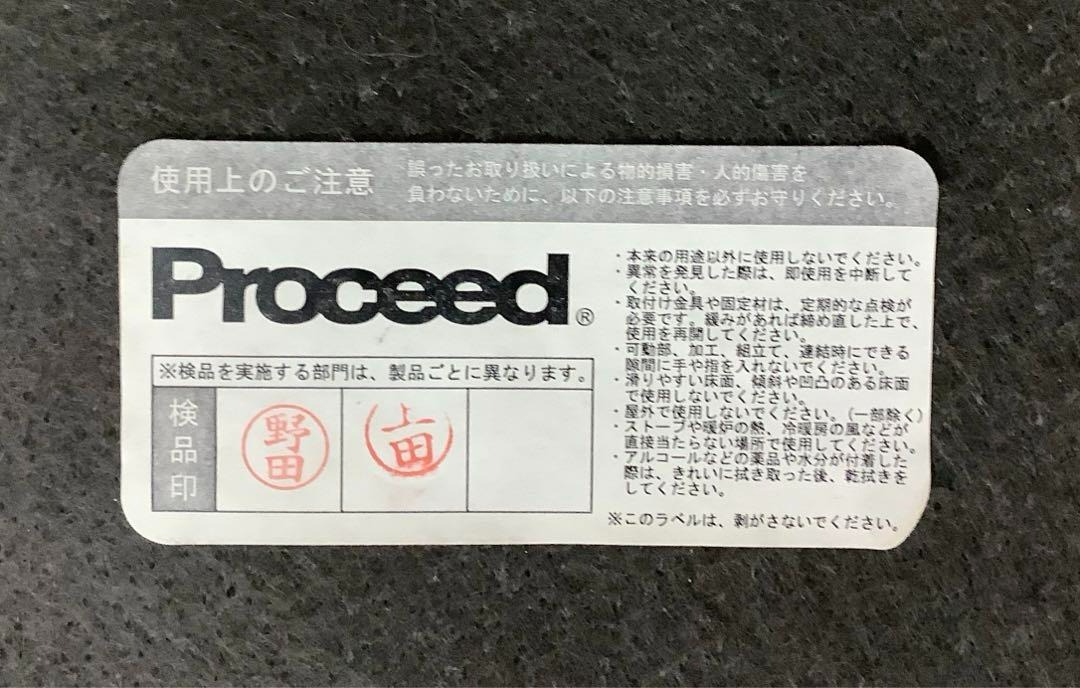 使用上のご注意
誤ったお取り扱いによる物的損害・人的傷害を
負わないために、以下の注意事項を必ずお守りください。
Proceed®
※検品を実施する部門は、製品ごとに異なります。
検品印
野田
上田
・本来の用途以外に使用しないでください。
・異常を発見した際は、即使用を中断して
ください。
・取付け金具や固定材は、定期的な点検が
必要です。緩みがあれば締め直した上で、
使用を再開してください。
・可動部、加工、組立て、連結時にできる
隙間に手や指を入れないでください。
・滑りやすい床面、傾斜や凹凸のある床面
で使用しないでください。
・屋外で使用しないでください。(一部除く)
・ストーブや暖炉の熱、冷暖房の風などが
直接当たらない場所で使用してください。
・アルコールなどの薬品や水分が付着した
際は、きれいに拭き取った後、乾拭きを
してください。
※このラベルは、剥がさないでください。